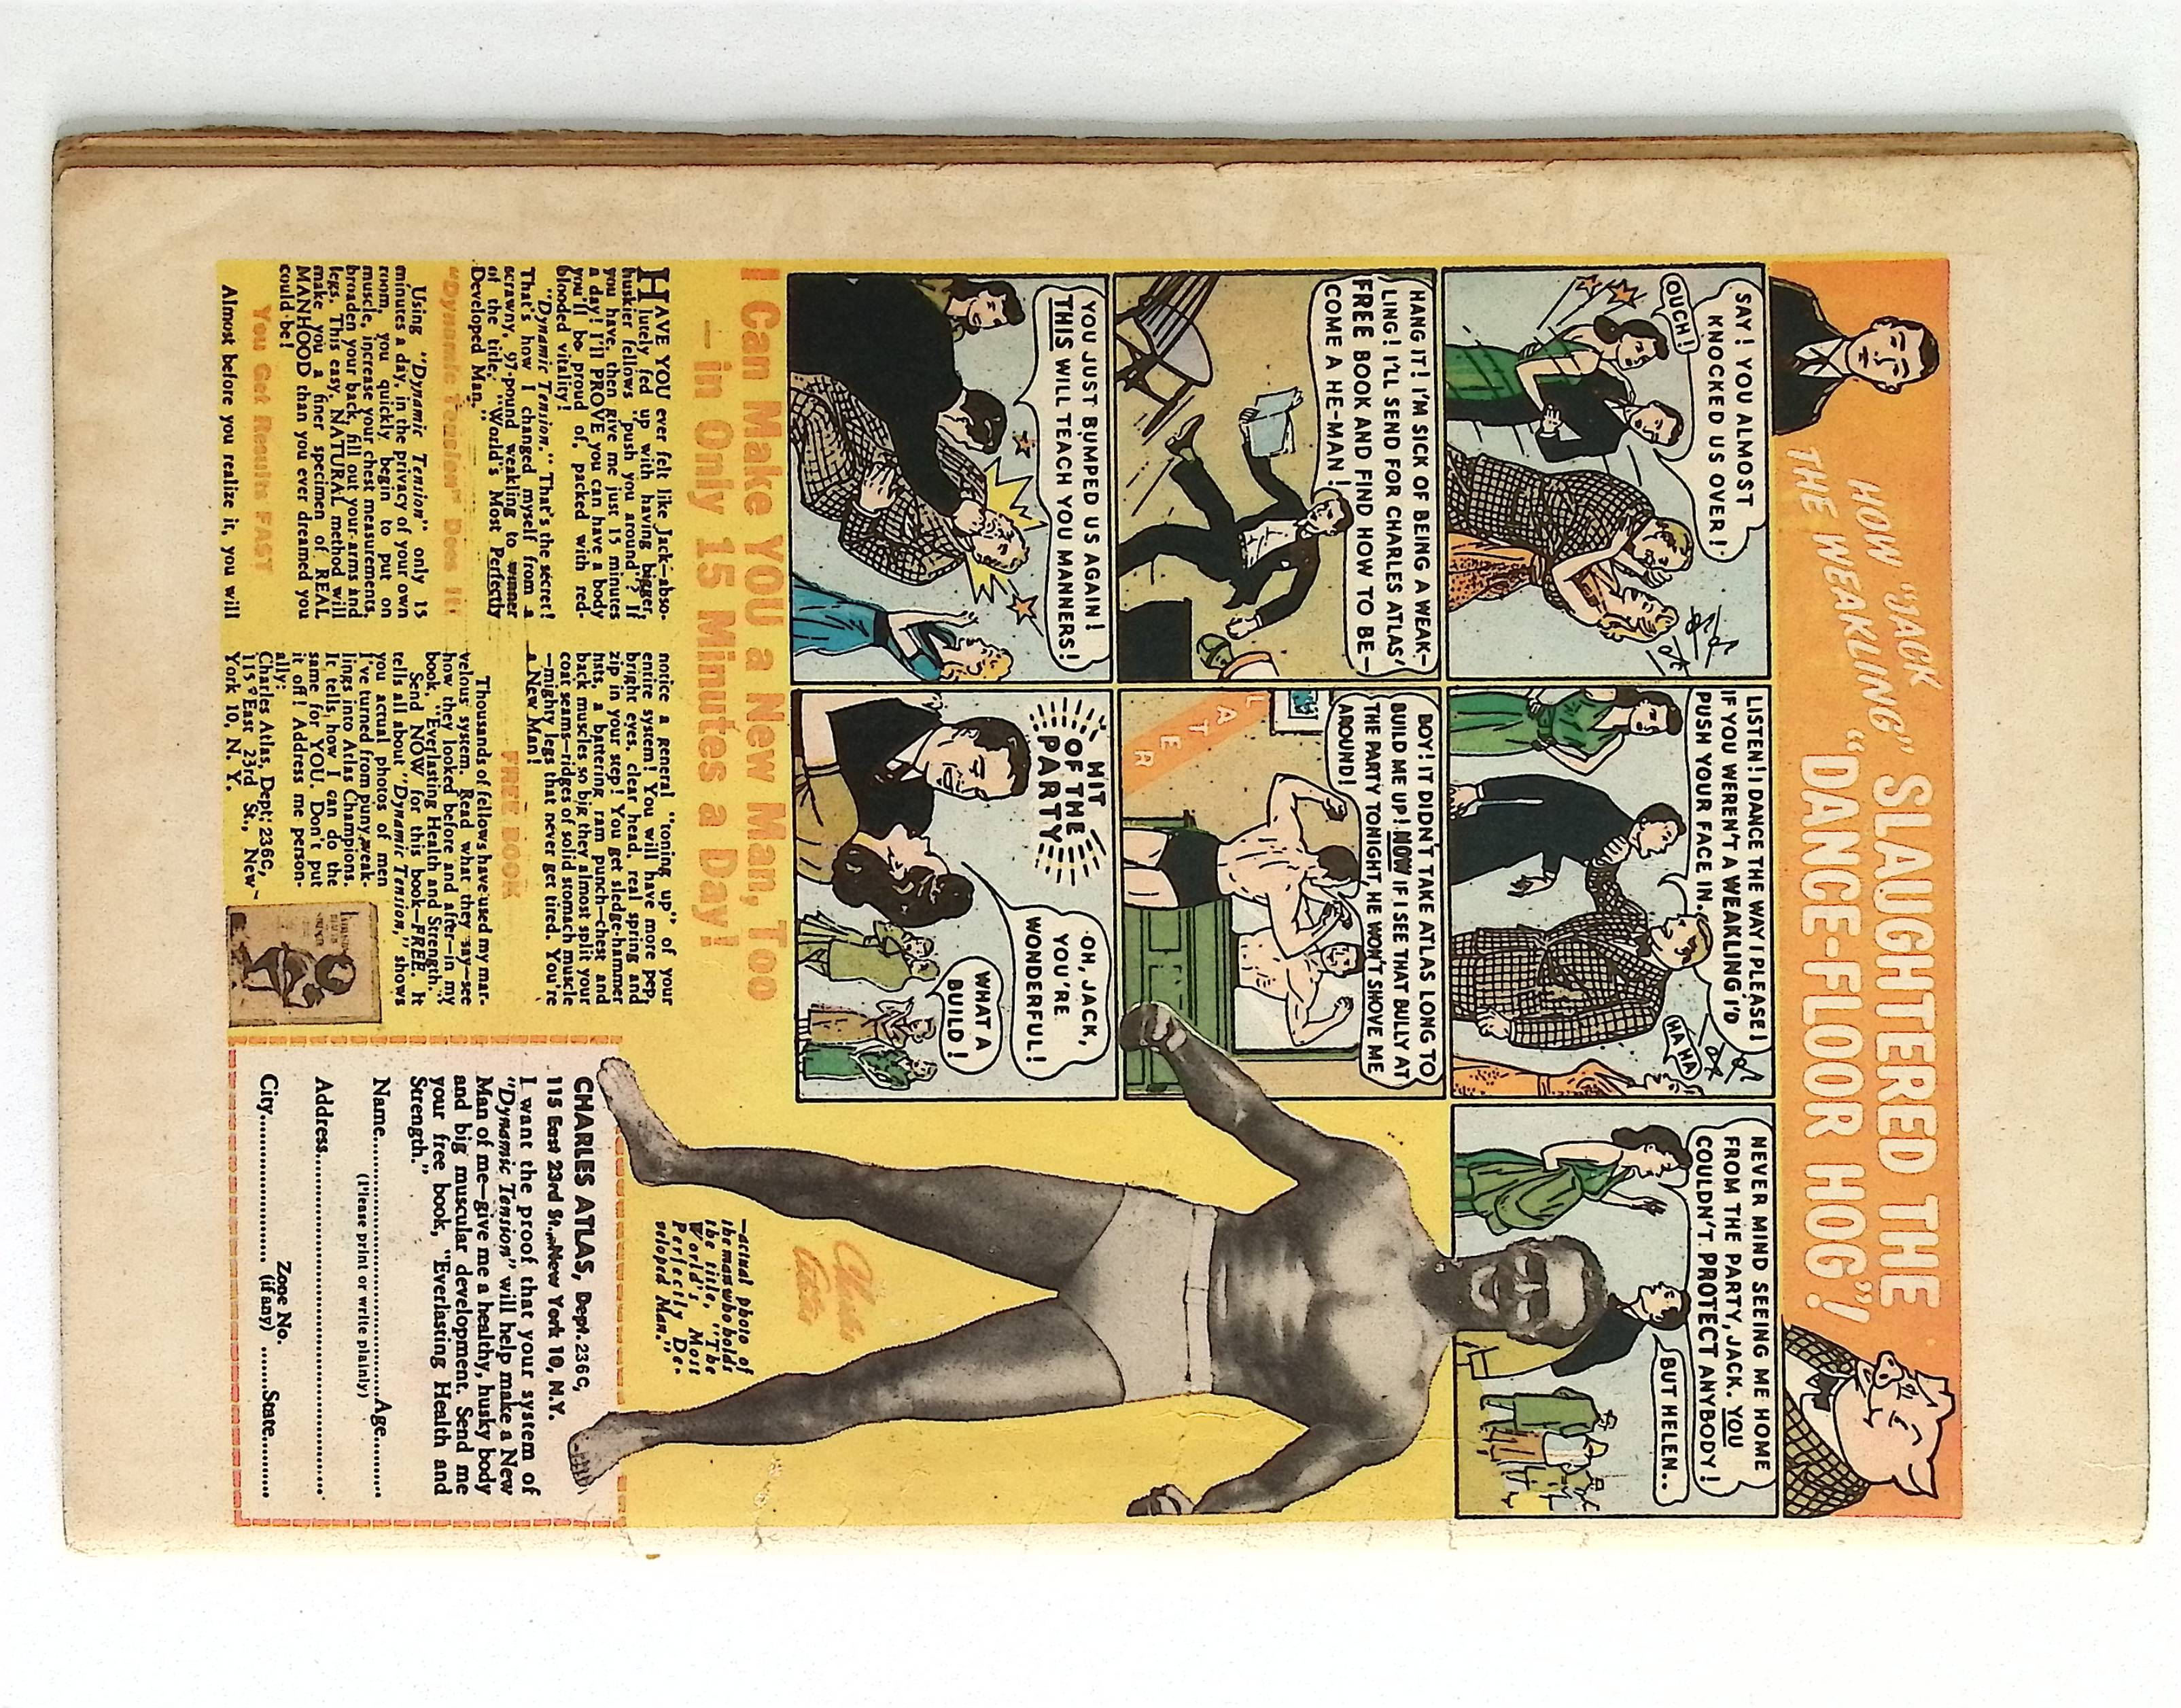 HOW "JACK
THE WEAKLING"
SLAUGHTERED THE
"DANCE-FLOOR HOG"!
SAY! YOU ALMOST
KNOCKED US OVER!
OUCH!
LISTEN! I DANCE THE WAY I PLEASE!
IF YOU WEREN'T A WEAKLING I'D
PUSH YOUR FACE IN.
HA HA
NEVER MIND SEEING ME HOME
FROM THE PARTY, JACK. YOU
COULDN'T PROTECT ANYBODY!
BUT HELEN..
HANG IT! I'M SICK OF BEING A WEAK-
LING! I'LL SEND FOR CHARLES ATLAS'
FREE BOOK AND FIND HOW TO BE-
COME A HE-MAN!
LATER
BOY! IT DIDN'T TAKE ATLAS LONG TO
BUILD ME UP! NOW IF I SEE THAT BULLY AT
THE PARTY TONIGHT, HE WON'T SHOVE ME
AROUND!
YOU JUST BUMPED US AGAIN!
THIS WILL TEACH YOU MANNERS!
HIT
OF THE
PARTY
OH, JACK,
YOU'RE
WONDERFUL!
WHAT A
BUILD!
I Can Make YOU a New Man, Too
—in Only 15 Minutes a Day!
HAVE YOU ever felt like Jack—abso-
lutely fed up with having bigger,
huskier fellows "push you around"? If
you have, then give me just 15 minutes
a day! I'll PROVE you can have a body
you'll be proud of, packed with red-
blooded vitality!
"Dynamic Tension." That's the secret!
That's how I changed myself from a
scrawny, 97-pound weakling to winner
of the title, "World's Most Perfectly
Developed Man."
"Dynamic Tension" Does It!
Using "Dynamic Tension" only 15
minutes a day, in the privacy of your own
room, you quickly begin to put on
muscle, increase your chest measurements,
broaden your back, fill out your arms and
legs. This easy, NATURAL method will
make you a finer specimen of REAL
MANHOOD than you ever dreamed you
could be!
You Get Results FAST
Almost before you realize it, you will
notice a general "toning up" of your
entire system! You will have more pep,
bright eyes, clear head, real spring and
zip in your step! You get sledge-hammer
fists, a battering ram punch—chest and
back muscles so big they almost split your
coat seams—ridges of solid stomach muscle
—mighty legs that never get tired. You're
a New Man!
FREE BOOK
Thousands of fellows have used my mar-
velous system. Read what they say—see
how they looked before and after—in my
book, "Everlasting Health and Strength."
Send NOW for this book—FREE. It
tells all about "Dynamic Tension," shows
you actual photos of men
I've turned from puny weak-
lings into Atlas Champions.
It tells how I can do the
same for YOU. Don't put
it off! Address me person-
ally:
Charles Atlas, Dept. 236C,
115 East 23rd St., New
York 10, N. Y.
Charles
Atlas
—actual photo of
the man who holds
the title, "The
World's Most
Perfectly De-
veloped Man."
CHARLES ATLAS, Dept. 236C,
115 East 23rd St., New York 10, N.Y.
I want the proof that your system of
"Dynamic Tension" will help make a New
Man of me—give me a healthy, husky body
and big muscular development. Send me
your free book, "Everlasting Health and
Strength."
Name..............................Age..........
(Please print or write plainly)
Address..............................
Zone No.
City.......................... (if any) .......State..........